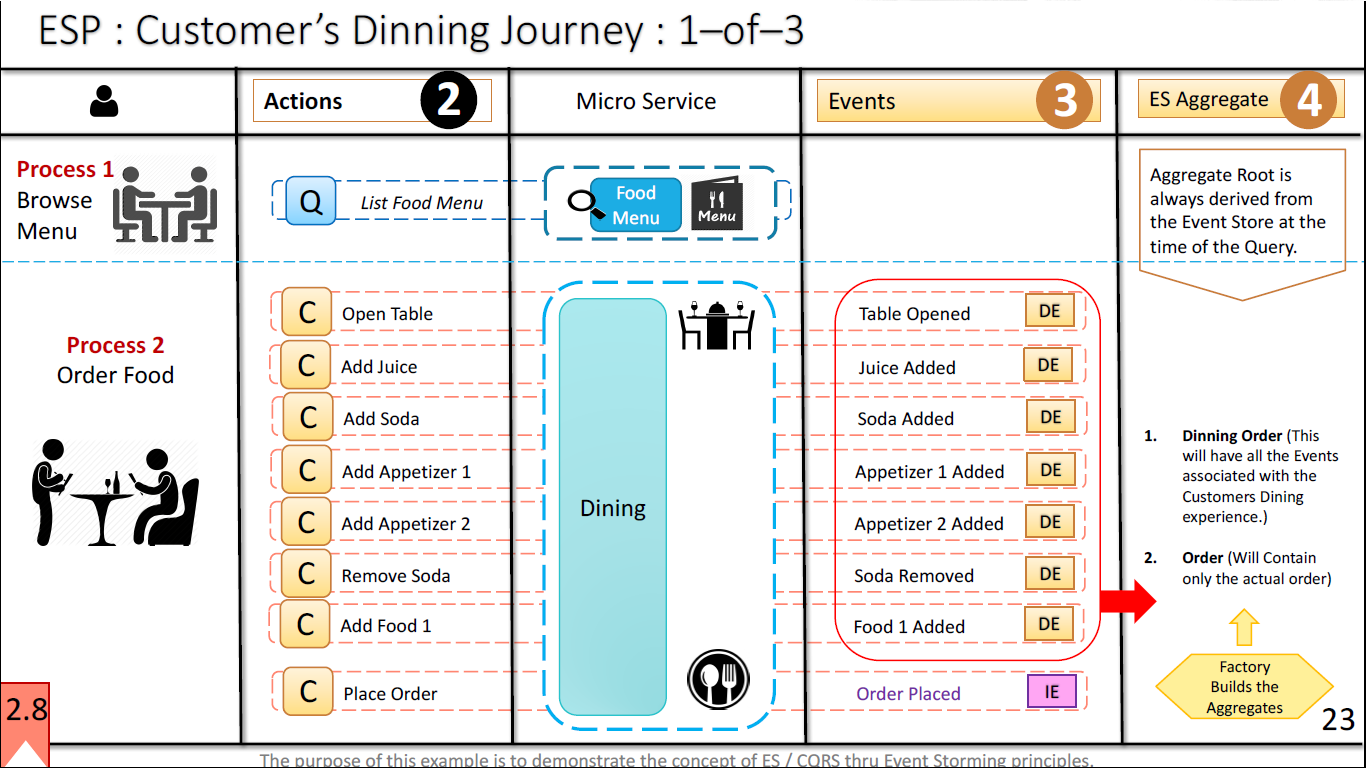 ESP : Customer’s Dinning Journey : 1–of–3
Actions 2
Micro Service
Events 3
ES Aggregate 4
Process 1
Browse
Menu
Q List Food Menu
Food
Menu
Menu
Aggregate Root is
always derived from
the Event Store at the
time of the Query.
Process 2
Order Food
C Open Table
C Add Juice
C Add Soda
C Add Appetizer 1
C Add Appetizer 2
C Remove Soda
C Add Food 1
C Place Order
Dining
Table Opened DE
Juice Added DE
Soda Added DE
Appetizer 1 Added DE
Appetizer 2 Added DE
Soda Removed DE
Food 1 Added DE
Order Placed IE
1. Dinning Order (This
will have all the Events
associated with the
Customers Dining
experience.)
2. Order (Will Contain
only the actual order)
Factory
Builds the
Aggregates
2.8
23
The purpose of this example is to demonstrate the concept of ES / CQRS thru Event Storming principles.